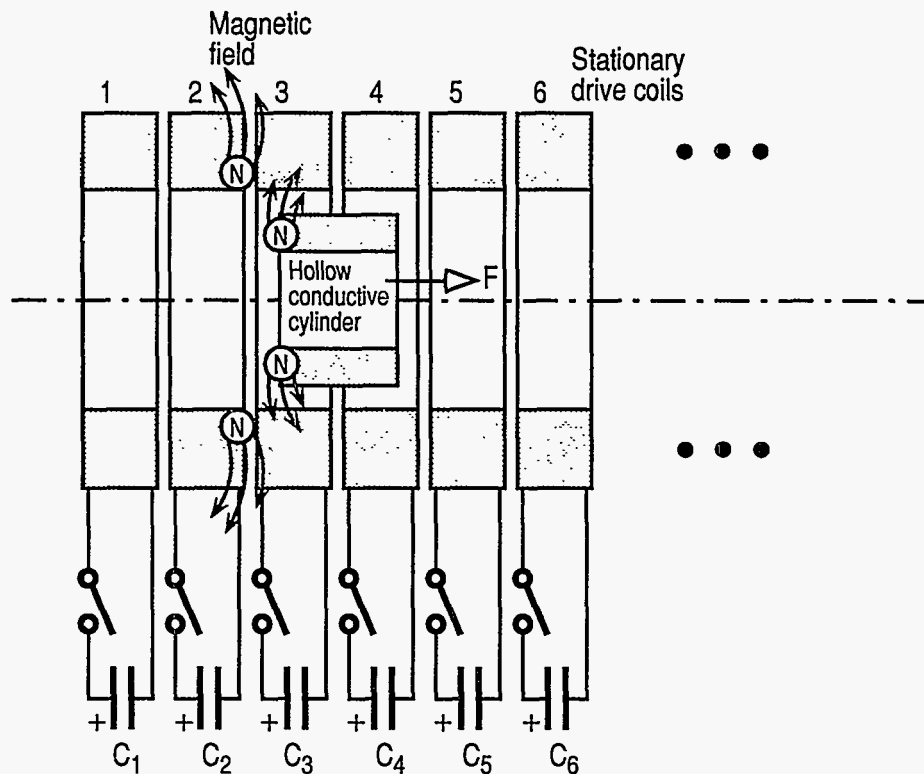 Magnetic
field
1 2 3 4 5 6
Stationary
drive coils
N
N
Hollow
conductive
cylinder
F
N
N
+ + + + + +
C1 C2 C3 C4 C5 C6